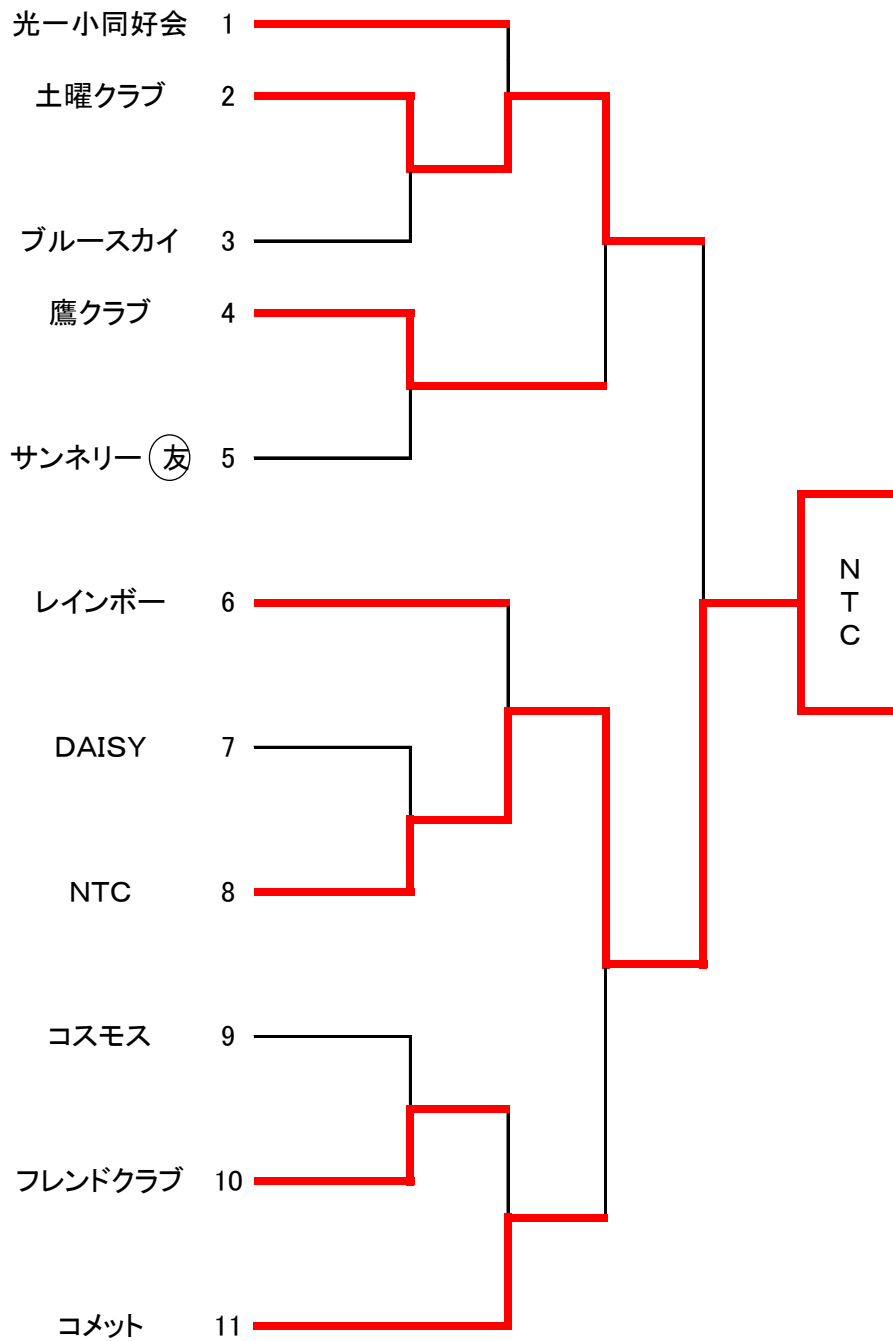 光一小同好会 1
土曜クラブ 2
ブルースカイ 3
鷹クラブ 4
サンネリー 友 5
レインボー 6
DAISY 7
NTC 8
コスモス 9
フレンドクラブ 10
コメット 11
NTC